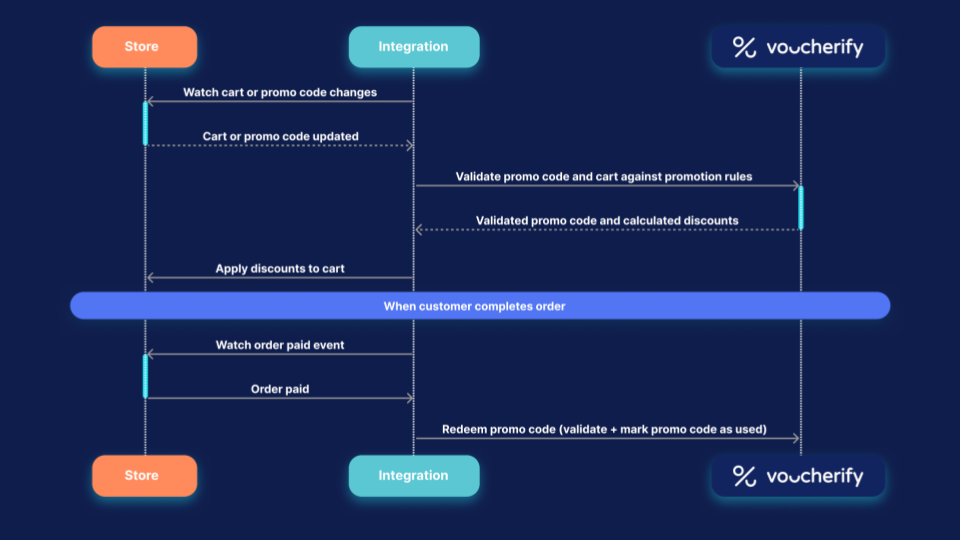 Store
Integration
voucherify
Watch cart or promo code changes
Cart or promo code updated
Validate promo code and cart against promotion rules
Validated promo code and calculated discounts
Apply discounts to cart
When customer completes order
Watch order paid event
Order paid
Redeem promo code (validate + mark promo code as used)
Store
Integration
voucherify